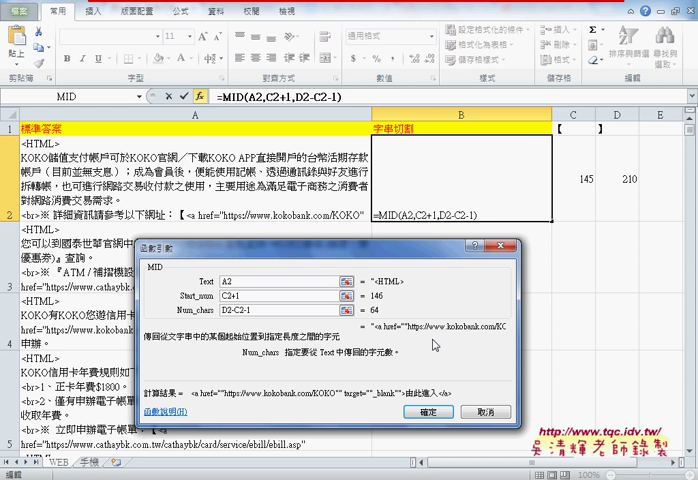 檔案 常用 插入 版面配置 公式 資料 校閱 檢視
貼上
通用格式
設定格式化的條件
格式化為表格
儲存格樣式
插入
刪除
格式
排序與篩選
尋找與選取
剪貼簿 字型 對齊方式 數值 樣式 儲存格 編輯
MID =MID(A2,C2+1,D2-C2-1)
A B C D E
1 標準答案 字串切割 【 】
<HTML>
KOKO儲值支付帳戶可於KOKO官網／下載KOKO APP直接開戶的台幣活期存款
帳戶（目前並無支息）；成為會員後，便能使用記帳、透過通訊錄與好友進行
拆轉帳，也可進行網路交易收付款之使用，主要用途為滿足電子商務之消費者
對網路消費交易需求。
2 <br>※ 詳細資訊請參考以下網址：【<a href="https://www.kokobank.com/KOKO" =MID(A2,C2+1,D2-C2-1) 145 210
<HTML>
您可以到國泰世華官網中
優惠券)』查詢。
<br>※『ATM / 補摺機設
3 https://www.cathaybk.c
<HTML>
KOKO有KOKO您遊信用卡
https://www.kokobank
4 申辦。
<HTML>
KOKO信用卡年費規則如下
<br>1、正卡年費$1800。
<br>2、僅有申辦電子帳單
收取年費。
<br>※ 立即申辦電子帳單：【<a
5 href="https://www.cathaybk.com.tw/cathaybk/card/service/ebill/ebill.asp"
<HTML>
函數引數
MID
Text A2 = "<HTML>
Start_num C2+1 = 146
Num_chars D2-C2-1 = 64
= "<a href=""https://www.kokobank.com/KC
傳回從文字串中的某個起始位置到指定長度之間的字元
Num_chars 指定要從 Text 中傳回的字元數。
計算結果 = <a href=""https://www.kokobank.com/KOKO"" target=""_blank"">由此進入</a>
函數說明(H) 確定 取消
http://www.tqc.idv.tw/
吳清輝老師錄製
WEB 手機
編輯 100%